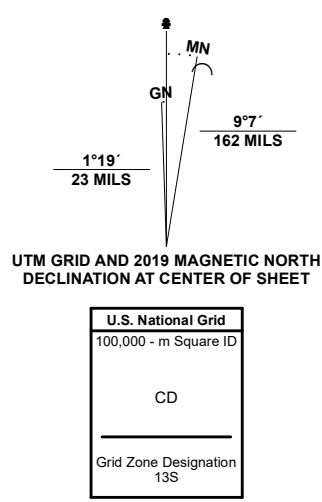 MN
GN
9°7´
162 MILS
1°19´
23 MILS
UTM GRID AND 2019 MAGNETIC NORTH
DECLINATION AT CENTER OF SHEET
U.S. National Grid
100,000 - m Square ID
CD
Grid Zone Designation
13S